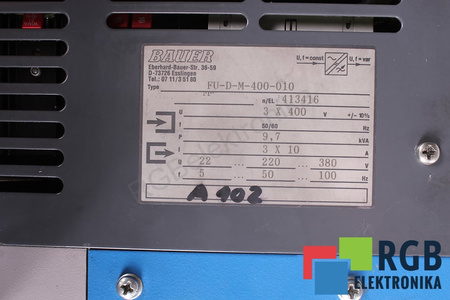 BAUER
U, f = const
U, f = var
Eberhard-Bauer-Str. 36-58
D-73726 Esslingen
Tel.: 07 11/3 51 80
Type FU-D-M-400-010
n/EL. 413416
U 3 X 400 V +/- 10%
f 50/60 Hz
P 9,7 kVA
I 3 X 10 A
U 22 ... 220 ... 380 V
f 5 ... 50 ... 100 Hz
A 102
RGB
ELEKTRONIKA